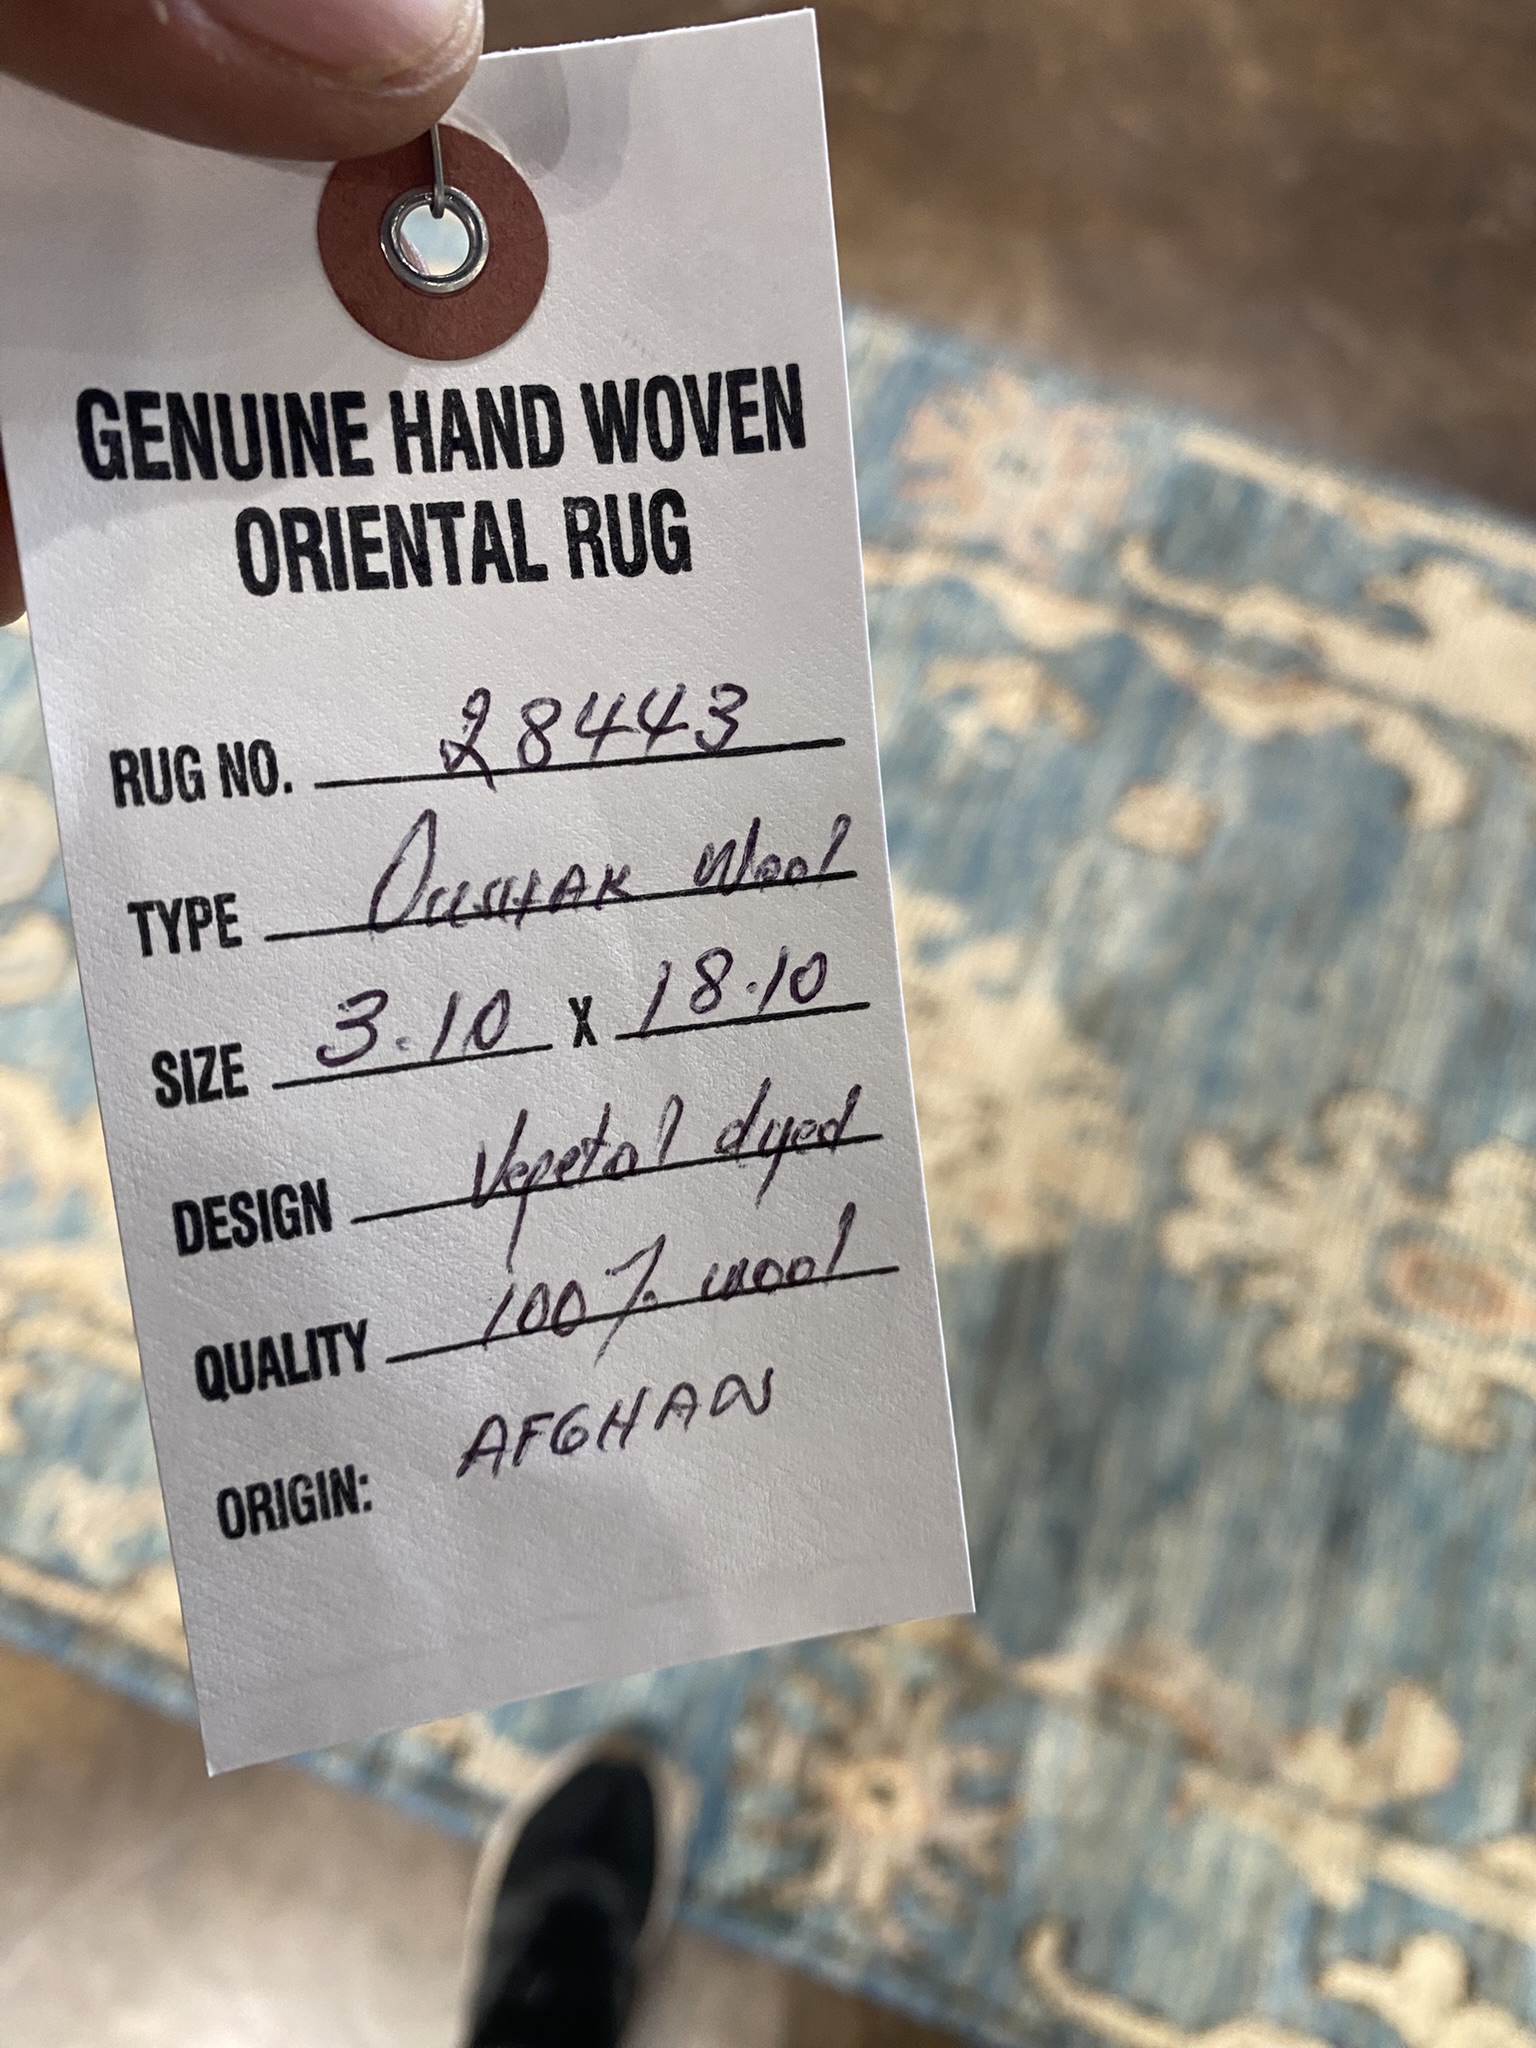 GENUINE HAND WOVEN
ORIENTAL RUG
RUG NO. 28443
TYPE OUSHAK Wool
SIZE 3.10 X 18.10
DESIGN Vegetal dyed
QUALITY 100% wool
ORIGIN: AFGHAN